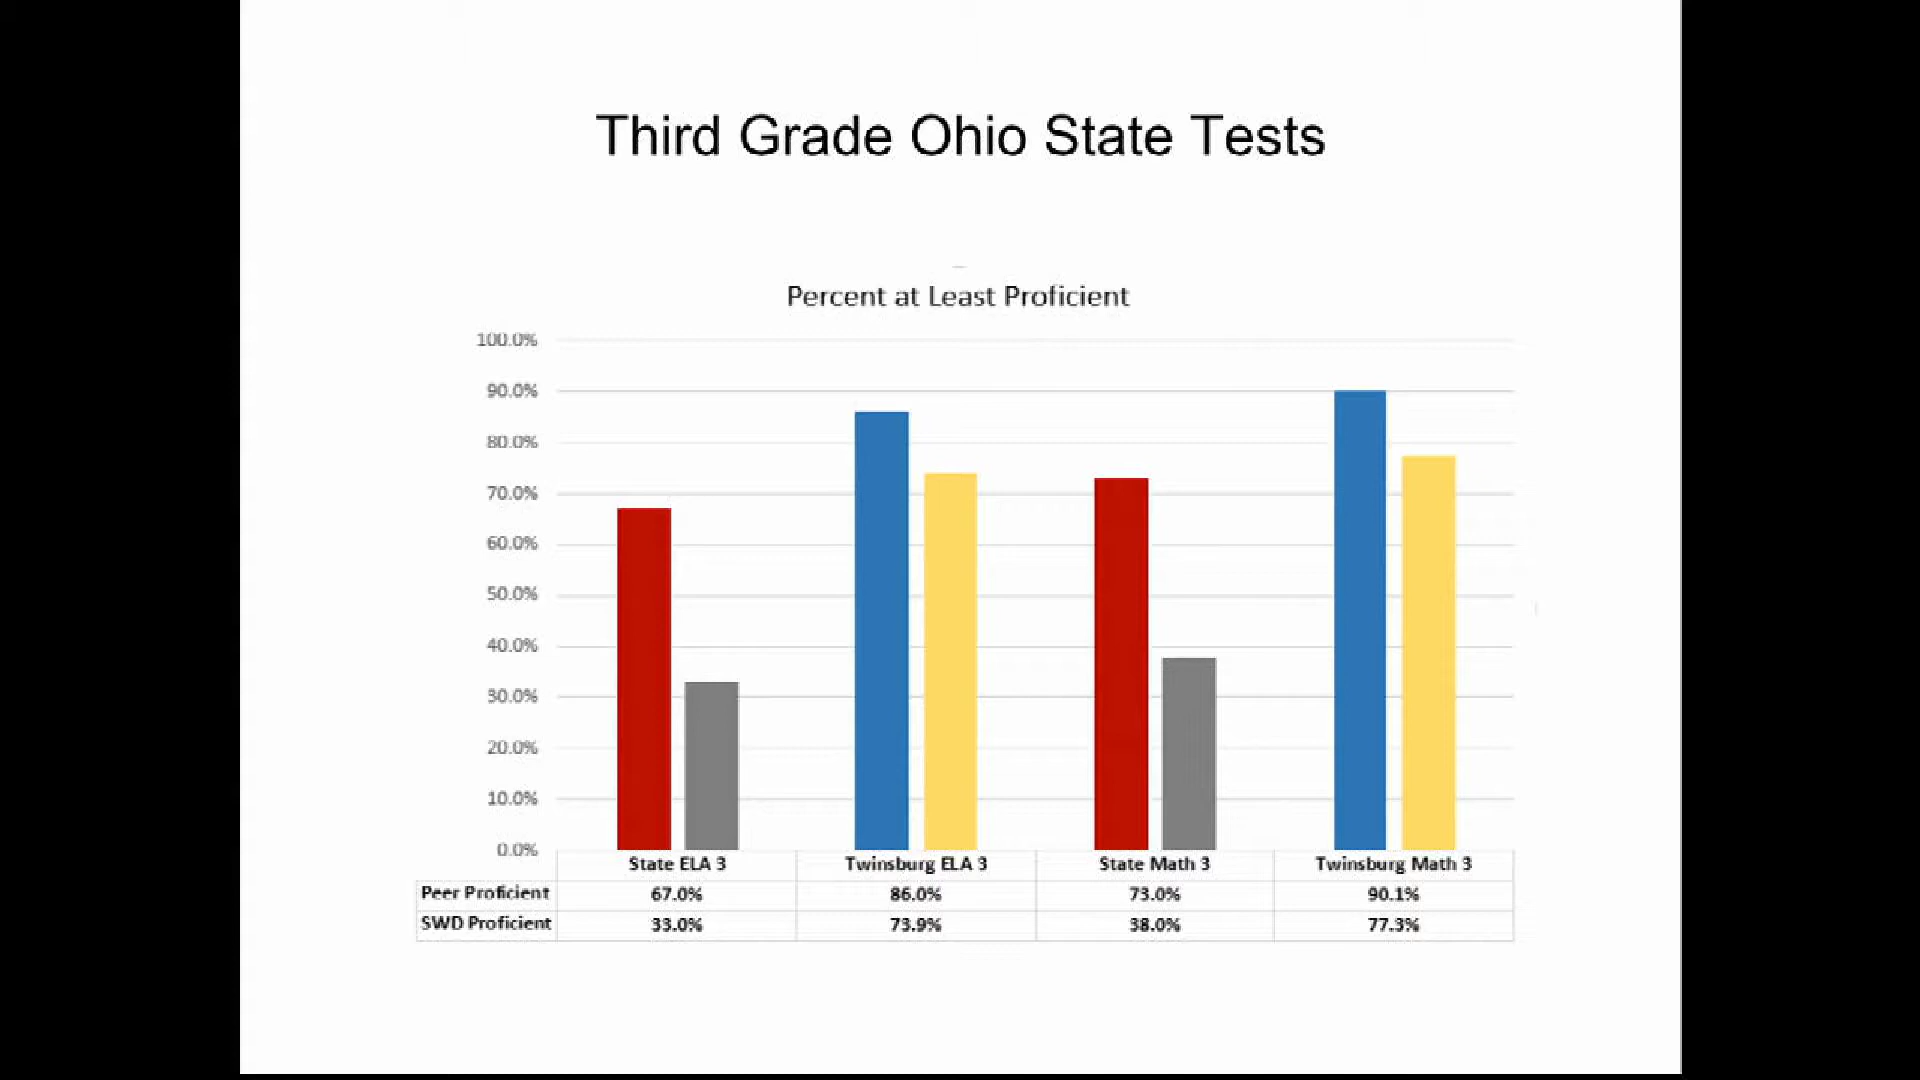 Third Grade Ohio State Tests
Percent at Least Proficient
100.0%
90.0%
80.0%
70.0%
60.0%
50.0%
40.0%
30.0%
20.0%
10.0%
0.0%
State ELA 3 Twinsburg ELA 3 State Math 3 Twinsburg Math 3
Peer Proficient 67.0% 86.0% 73.0% 90.1%
SWD Proficient 33.0% 73.9% 38.0% 77.3%